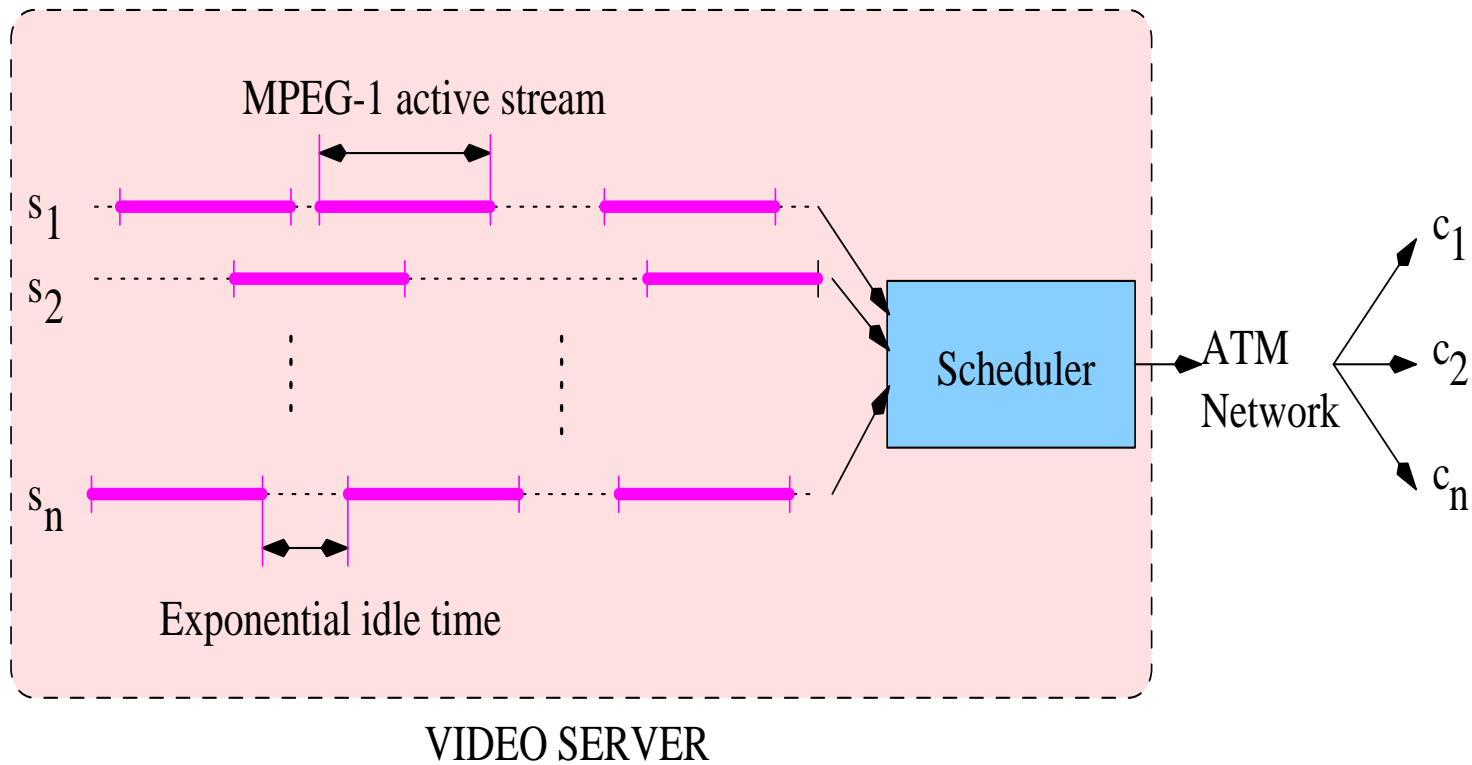 MPEG-1 active stream
s1
s2
sn
Exponential idle time
Scheduler
ATM
Network
c1
c2
cn
VIDEO SERVER